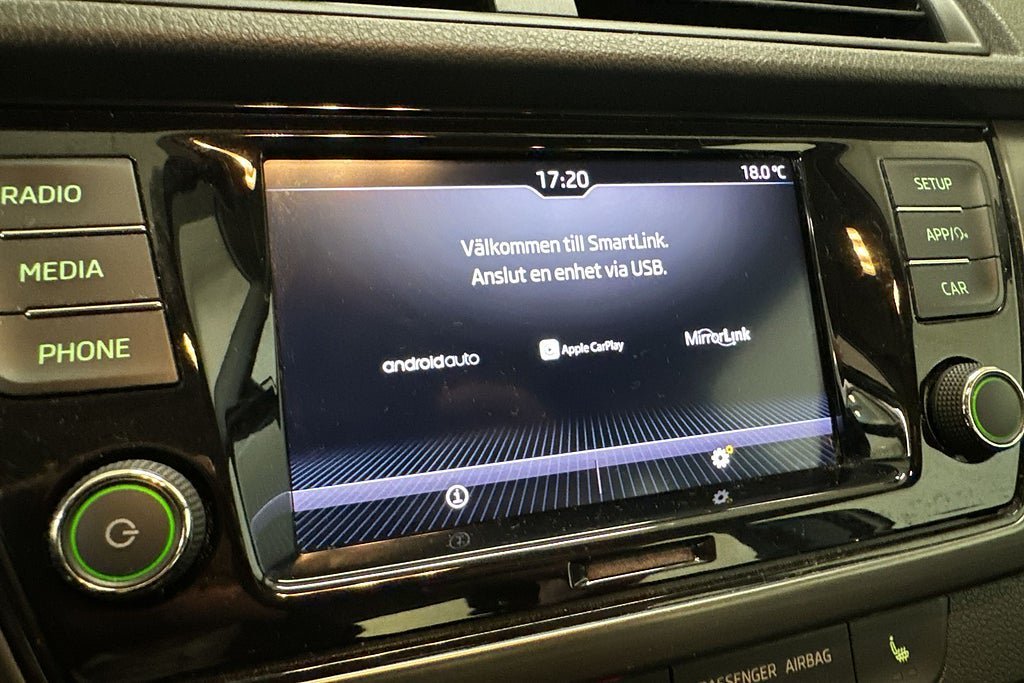 17:20
18.0°C
Välkommen till SmartLink.
Anslut en enhet via USB.
androidauto
Apple CarPlay
MirrorLink
RADIO
MEDIA
PHONE
SETUP
APP/
CAR
PASSENGER AIRBAG